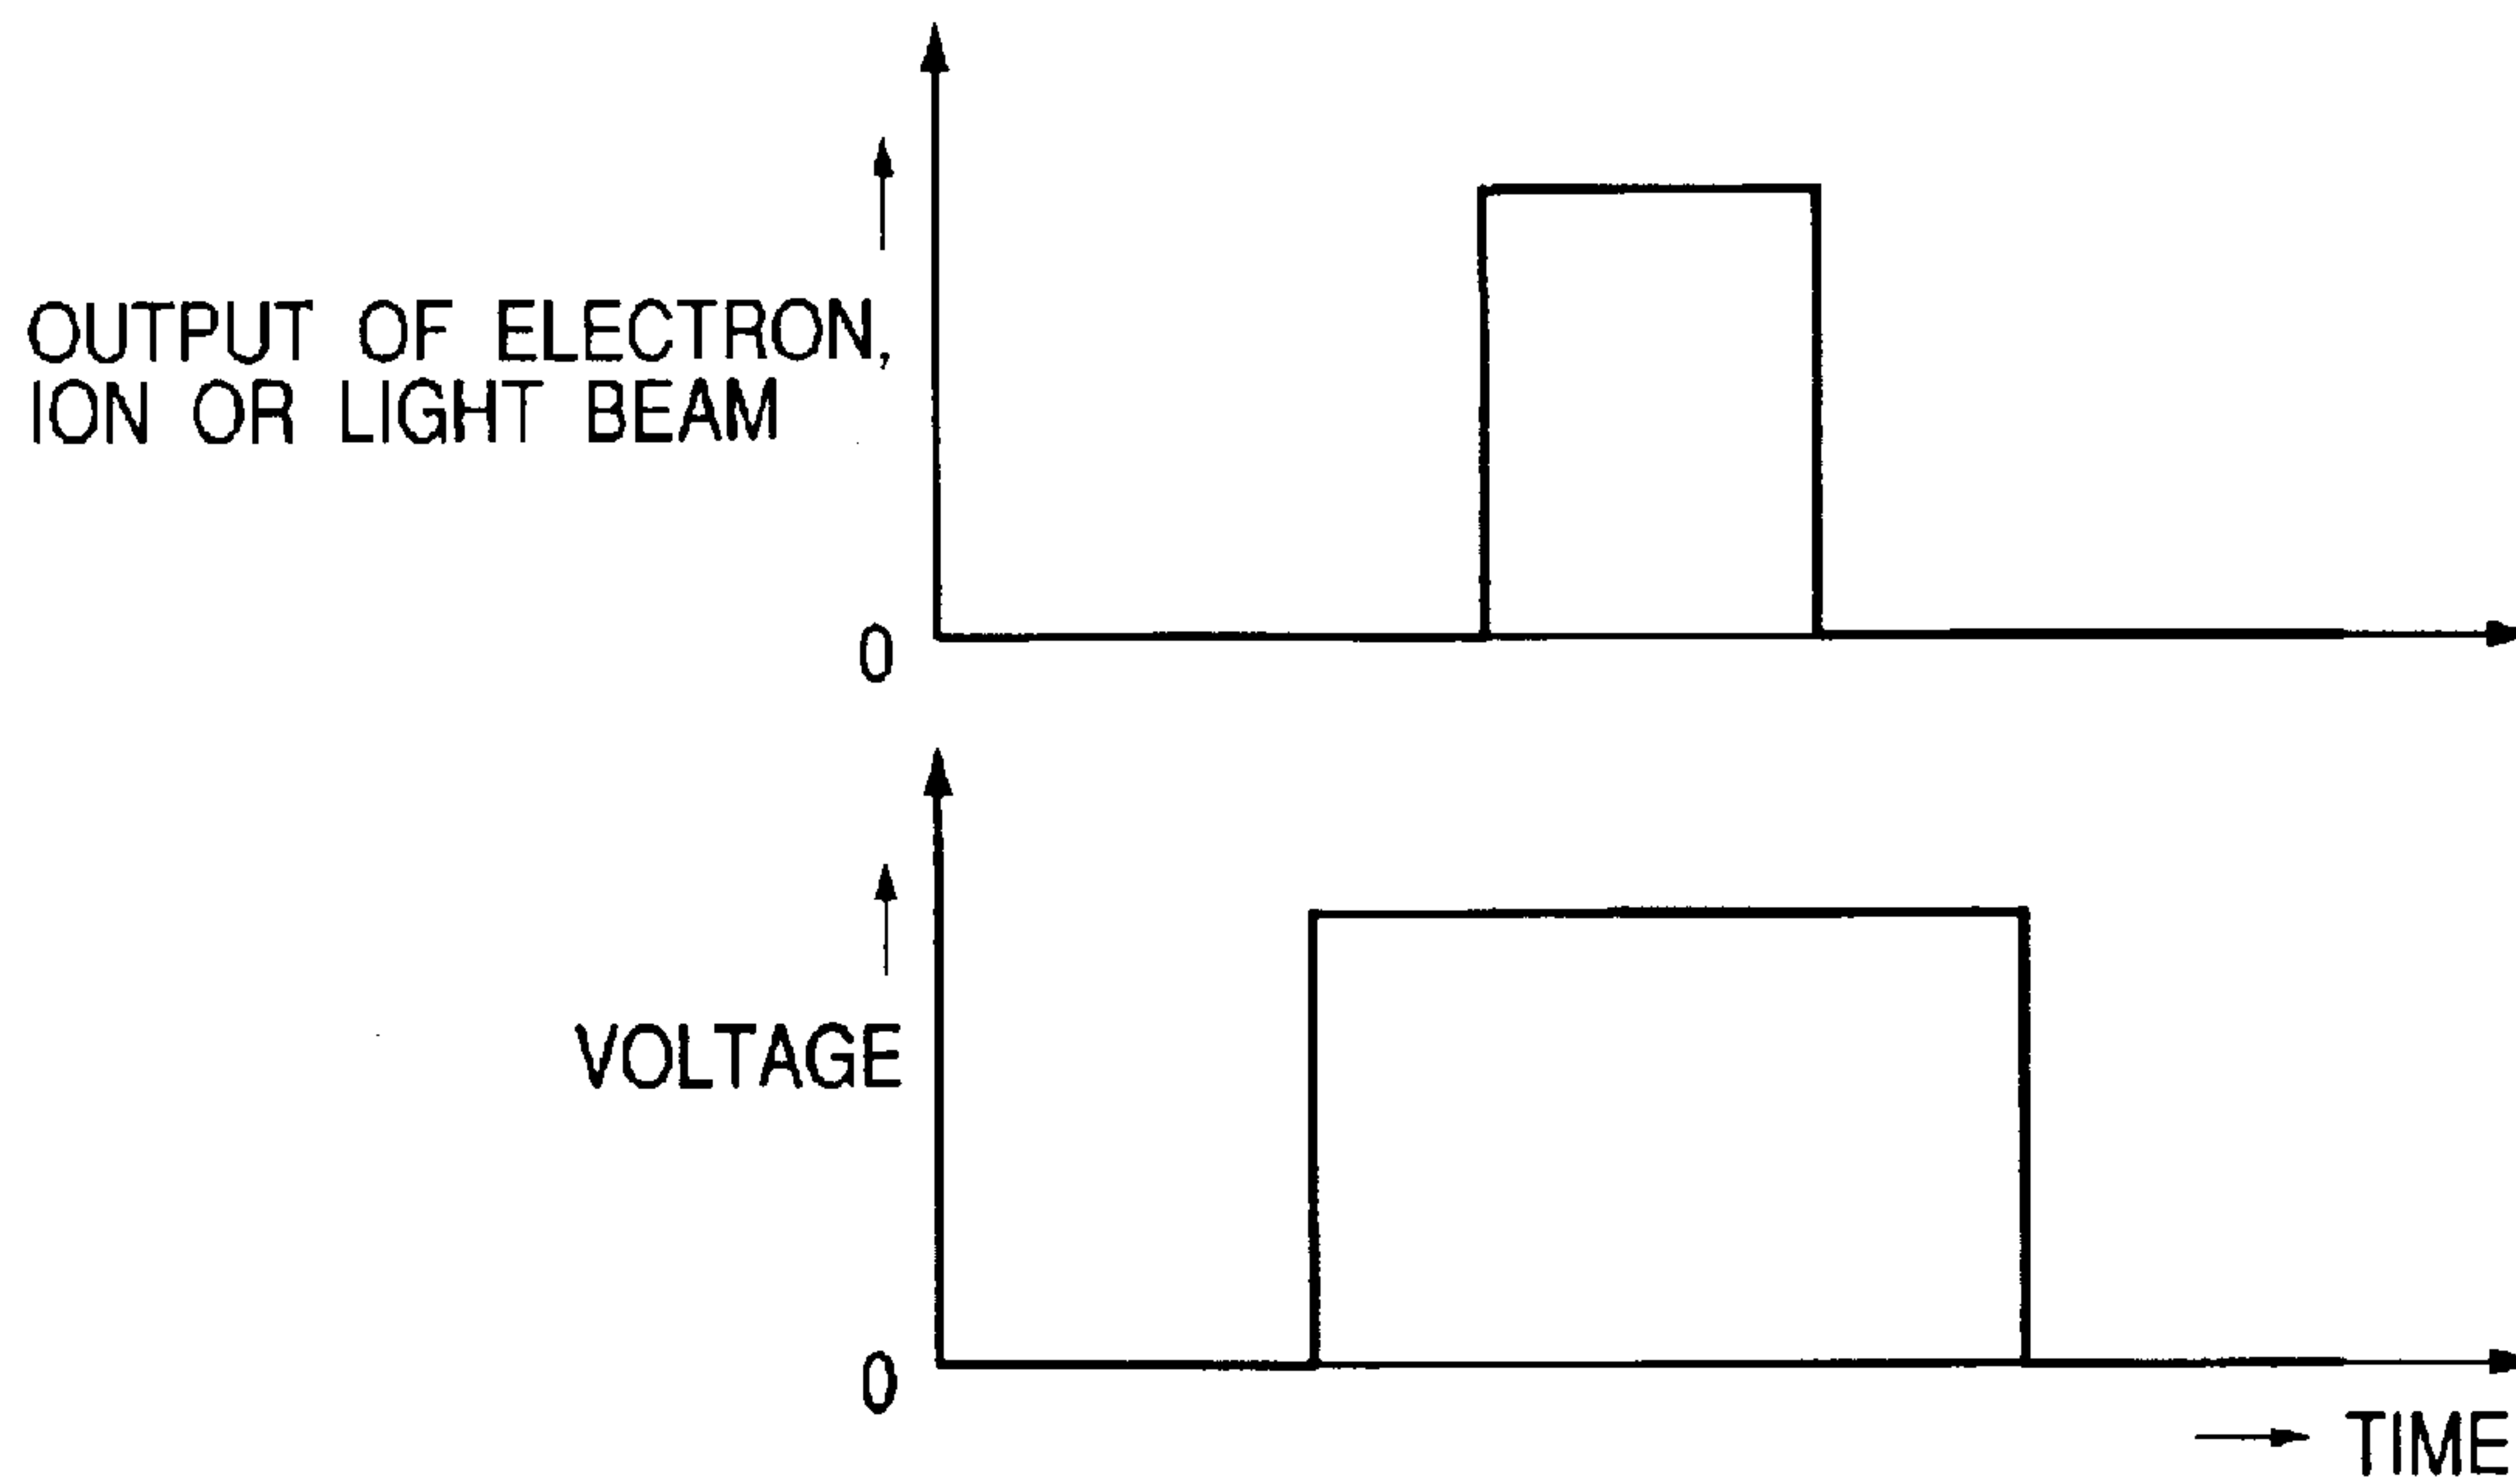 OUTPUT OF ELECTRON,
ION OR LIGHT BEAM
0
VOLTAGE
0
TIME